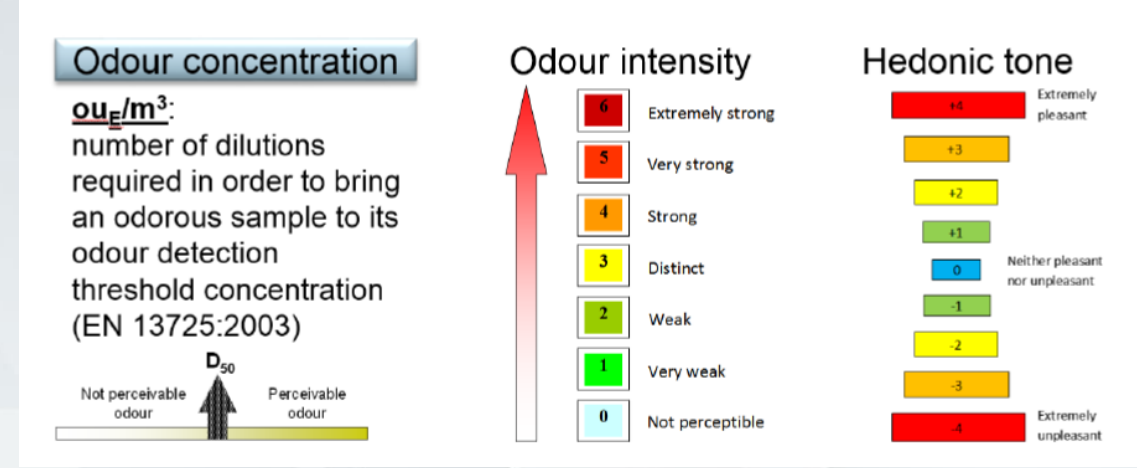 Odour concentration
ouE/m³:
number of dilutions
required in order to bring
an odorous sample to its
odour detection
threshold concentration
(EN 13725:2003)
D50
Not perceivable
odour
Perceivable
odour
Odour intensity
6 Extremely strong
5 Very strong
4 Strong
3 Distinct
2 Weak
1 Very weak
0 Not perceptible
Hedonic tone
+4 Extremely
pleasant
+3
+2
+1
0 Neither pleasant
nor unpleasant
-1
-2
-3
-4 Extremely
unpleasant